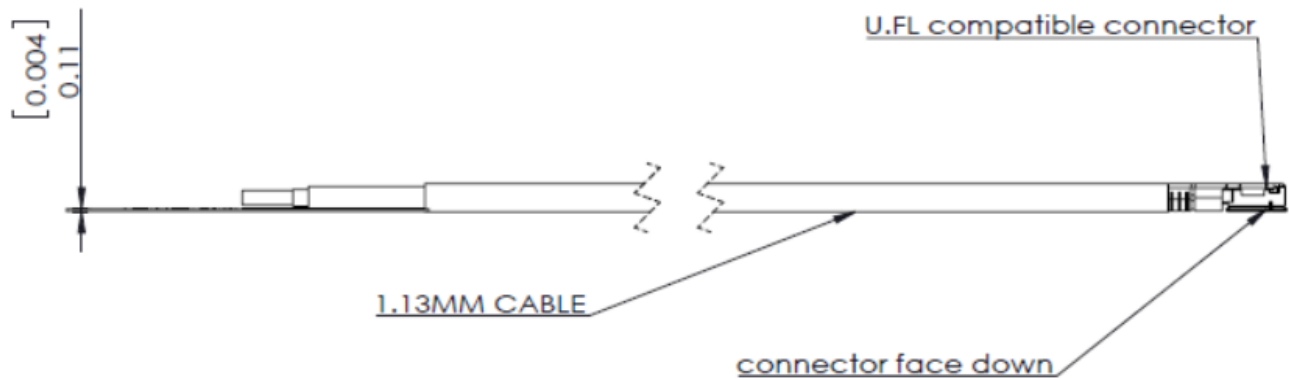 [0.004]
0.11
U.FL compatible connector
1.13MM CABLE
connector face down